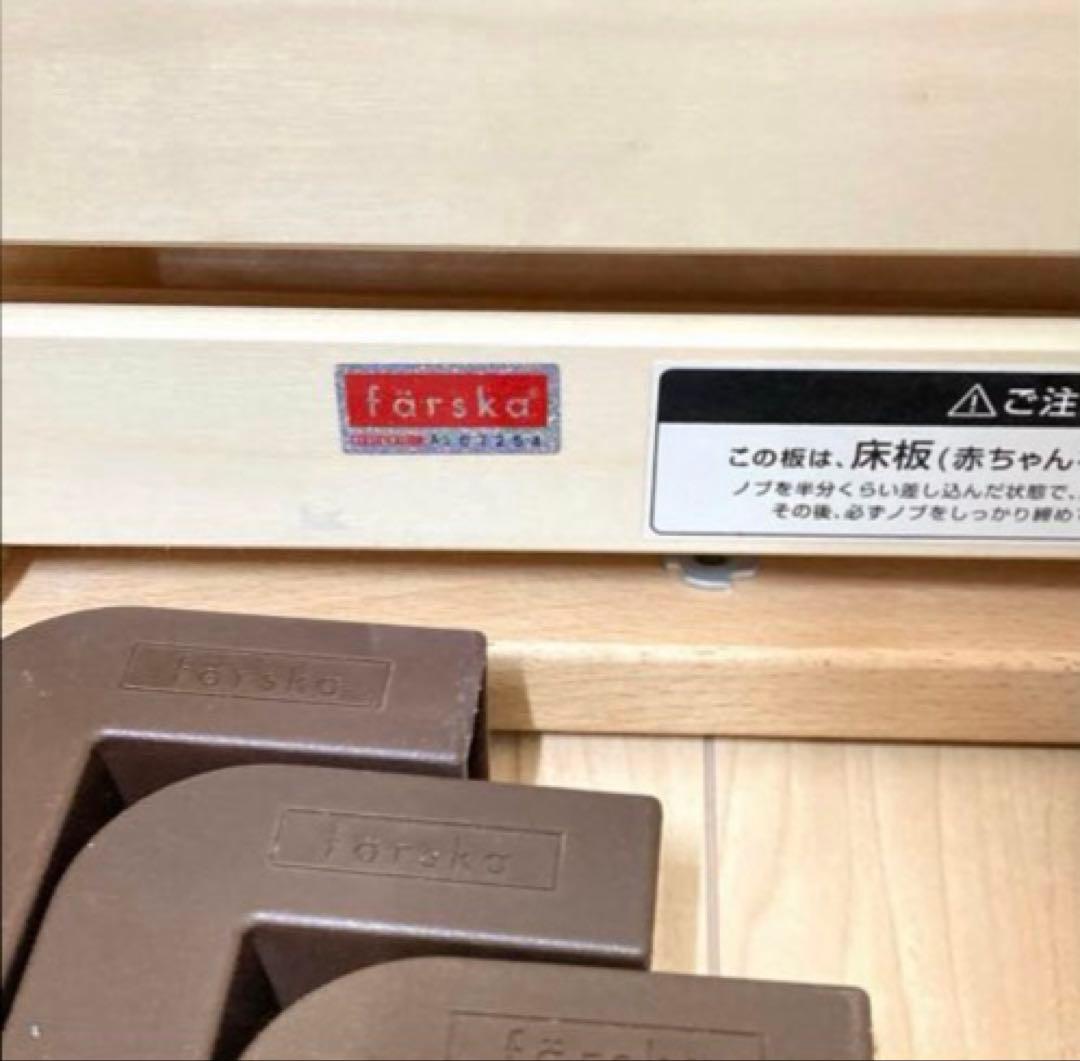 färska
ご注
この板は、床板(赤ちゃん
ノブを半分くらい差し込んだ状態で、
その後、必ずノブをしっかり締め
färska
färska
färska